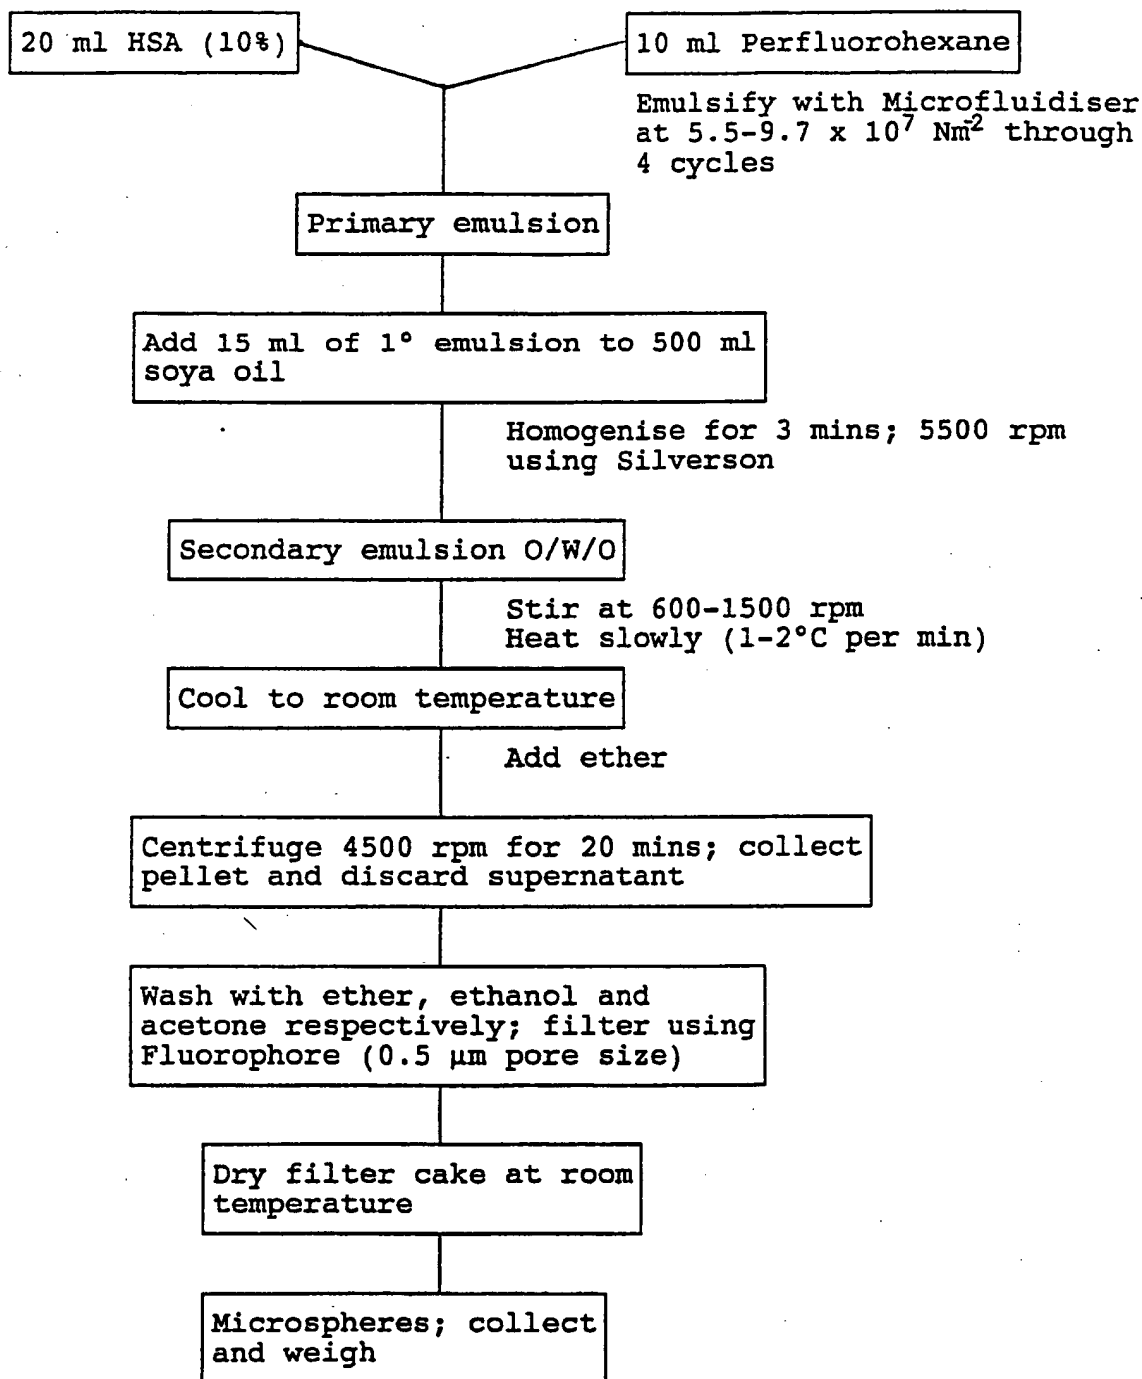 20 ml HSA (10%)
10 ml Perfluorohexane
Emulsify with Microfluidiser
at 5.5-9.7 x 10⁷ Nm⁻² through
4 cycles
Primary emulsion
Add 15 ml of 1° emulsion to 500 ml
soya oil
Homogenise for 3 mins; 5500 rpm
using Silverson
Secondary emulsion O/W/O
Stir at 600-1500 rpm
Heat slowly (1-2°C per min)
Cool to room temperature
Add ether
Centrifuge 4500 rpm for 20 mins; collect
pellet and discard supernatant
Wash with ether, ethanol and
acetone respectively; filter using
Fluorophore (0.5 μm pore size)
Dry filter cake at room
temperature
Microspheres; collect
and weigh